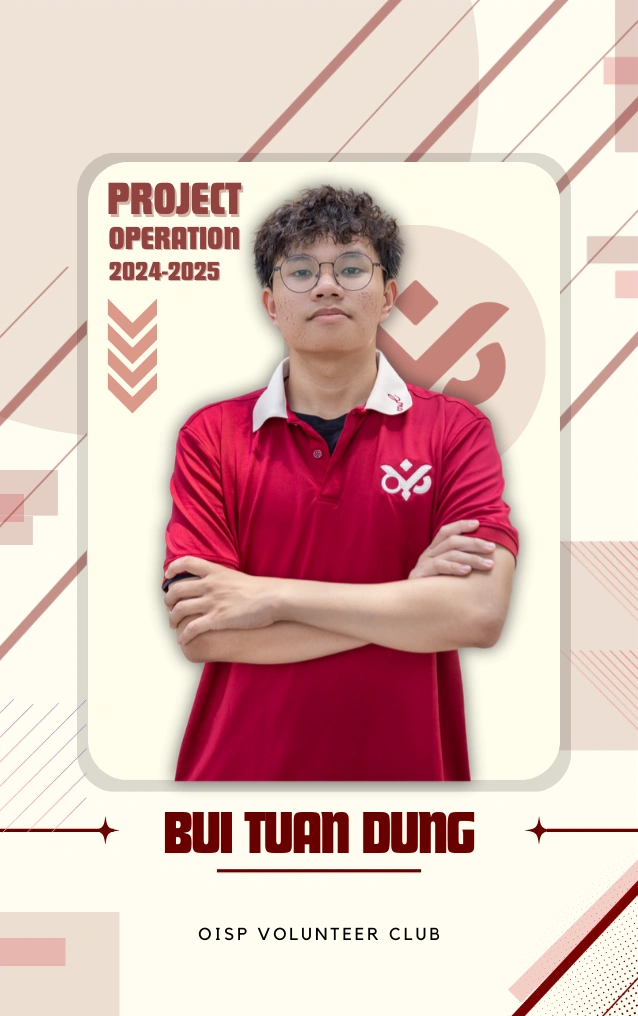 PROJECT
OPERATION
2024-2025
BUI TUAN DUNG
OISP VOLUNTEER CLUB